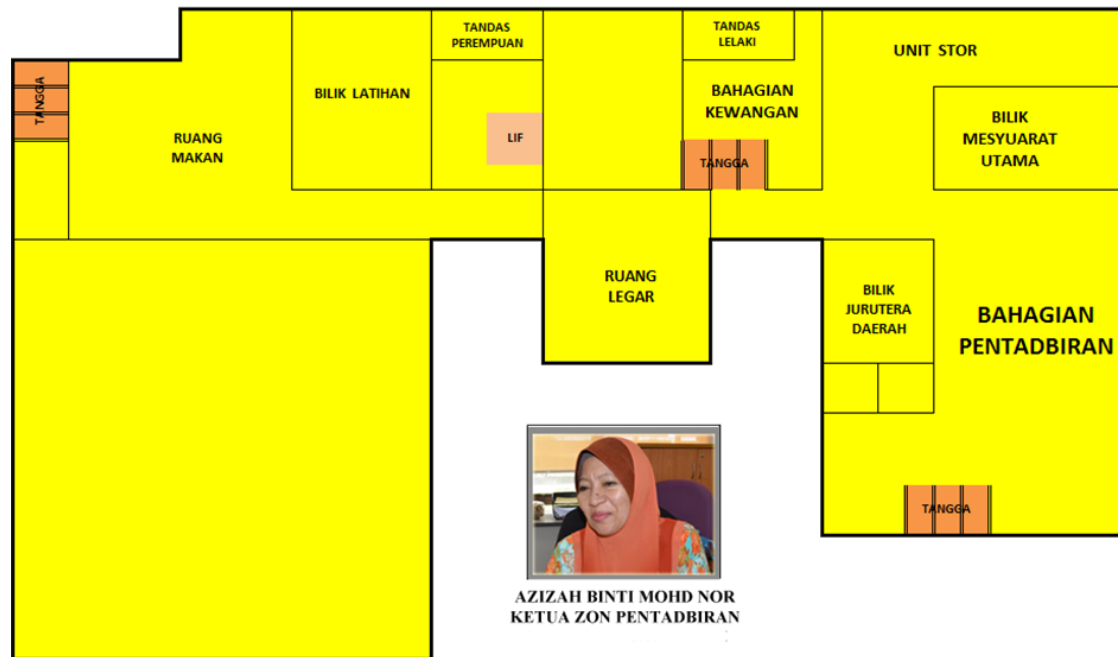 TANDAS
PEREMPUAN
TANDAS
LELAKI
UNIT STOR
TANGGA
BILIK LATIHAN
BAHAGIAN
KEWANGAN
BILIK
MESYUARAT
UTAMA
RUANG
MAKAN
LIF
TANGGA
RUANG
LEGAR
BILIK
JURUTERA
DAERAH
BAHAGIAN
PENTADBIRAN
TANGGA
AZIZAH BINTI MOHD NOR
KETUA ZON PENTADBIRAN